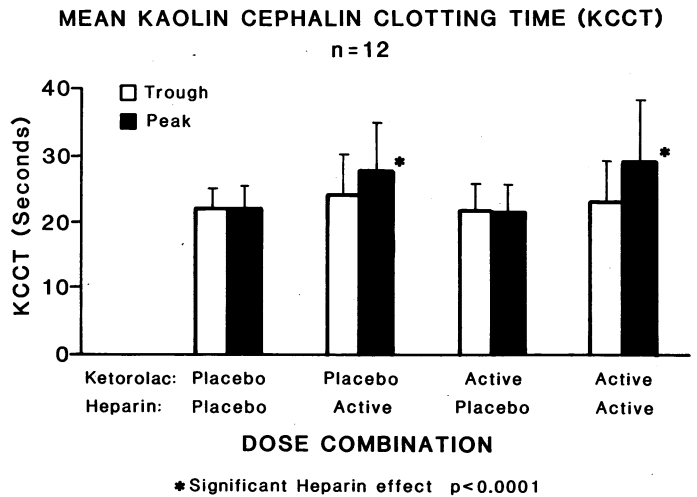 MEAN KAOLIN CEPHALIN CLOTTING TIME (KCCT)
n=12
Trough
Peak
KCCT (Seconds)
40
30
20
10
0
Ketorolac: Placebo Placebo Active Active
Heparin: Placebo Active Placebo Active
DOSE COMBINATION
*
*
*Significant Heparin effect p<0.0001